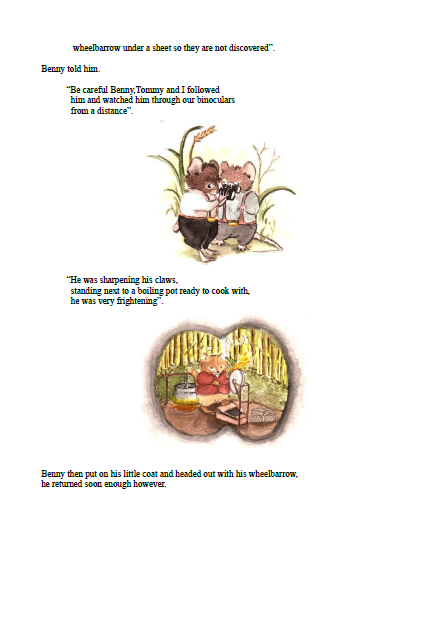 wheelbarrow under a sheet so they are not discovered”.
Benny told him.
“Be careful Benny,Tommy and I followed
him and watched him through our binoculars
from a distance”.
“He was sharpening his claws,
standing next to a boiling pot ready to cook with,
he was very frightening”.
Benny then put on his little coat and headed out with his wheelbarrow,
he returned soon enough however.